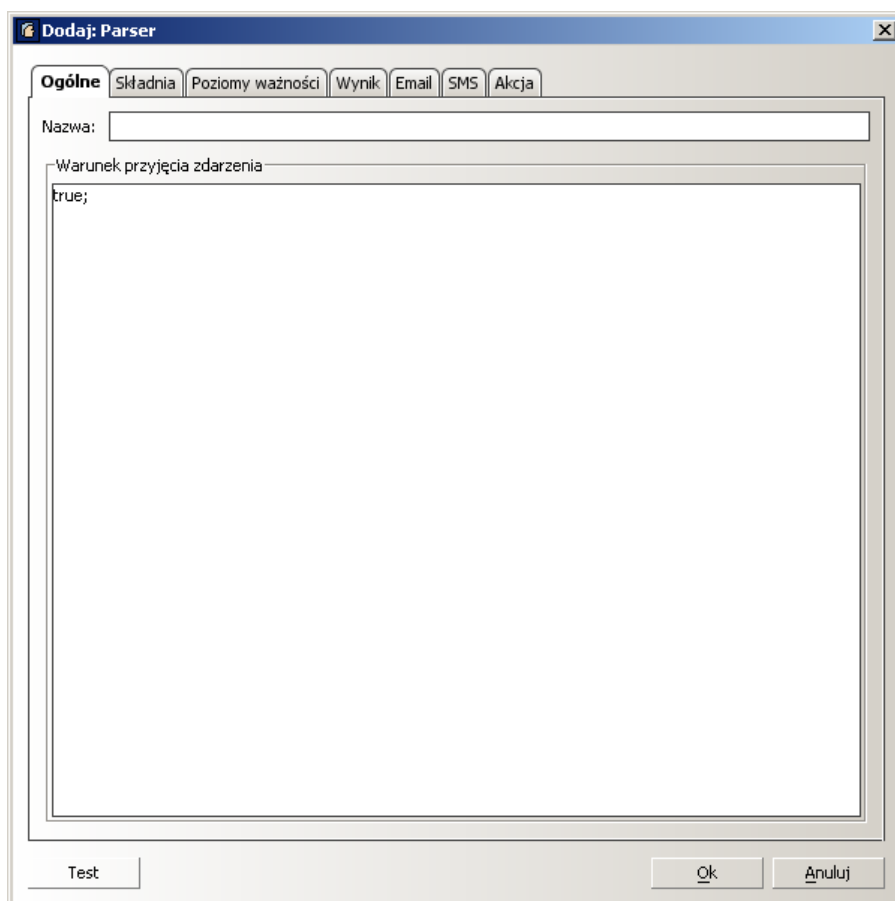 Dodaj: Parser
Ogólne Składnia Poziomy ważności Wynik Email SMS Akcja
Nazwa:
Warunek przyjęcia zdarzenia
true;
Test Ok Anuluj